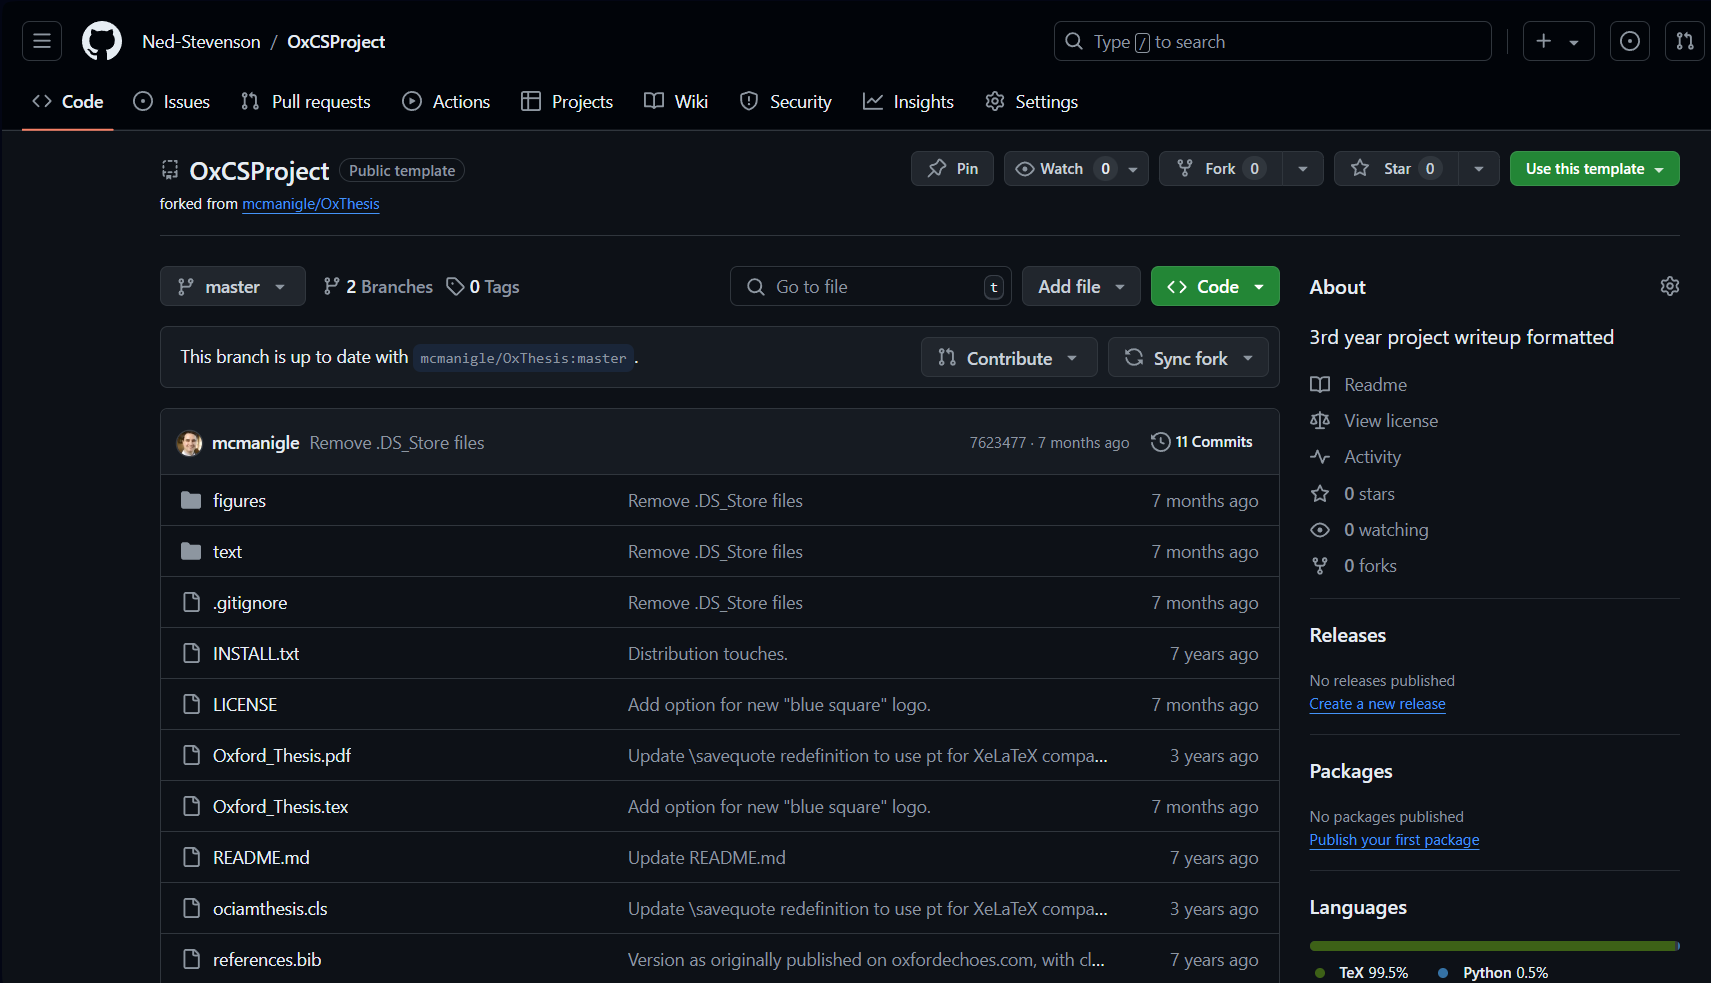 Ned-Stevenson / OxCSProject
Type / to search
Code Issues Pull requests Actions Projects Wiki Security Insights Settings
OxCSProject Public template
Pin Watch 0 Fork 0 Star 0 Use this template
forked from mcmanigle/OxThesis
master 2 Branches 0 Tags
Go to file t Add file Code
This branch is up to date with mcmanigle/OxThesis:master .
Contribute Sync fork
mcmanigle Remove .DS_Store files 7623477 · 7 months ago 11 Commits
figures Remove .DS_Store files 7 months ago
text Remove .DS_Store files 7 months ago
.gitignore Remove .DS_Store files 7 months ago
INSTALL.txt Distribution touches. 7 years ago
LICENSE Add option for new "blue square" logo. 7 months ago
Oxford_Thesis.pdf Update \savequote redefinition to use pt for XeLaTeX compa... 3 years ago
Oxford_Thesis.tex Add option for new "blue square" logo. 7 months ago
README.md Update README.md 7 years ago
ociamthesis.cls Update \savequote redefinition to use pt for XeLaTeX compa... 3 years ago
references.bib Version as originally published on oxfordechoes.com, with cl... 7 years ago
About
3rd year project writeup formatted
Readme
View license
Activity
0 stars
0 watching
0 forks
Releases
No releases published
Create a new release
Packages
No packages published
Publish your first package
Languages
TeX 99.5% Python 0.5%